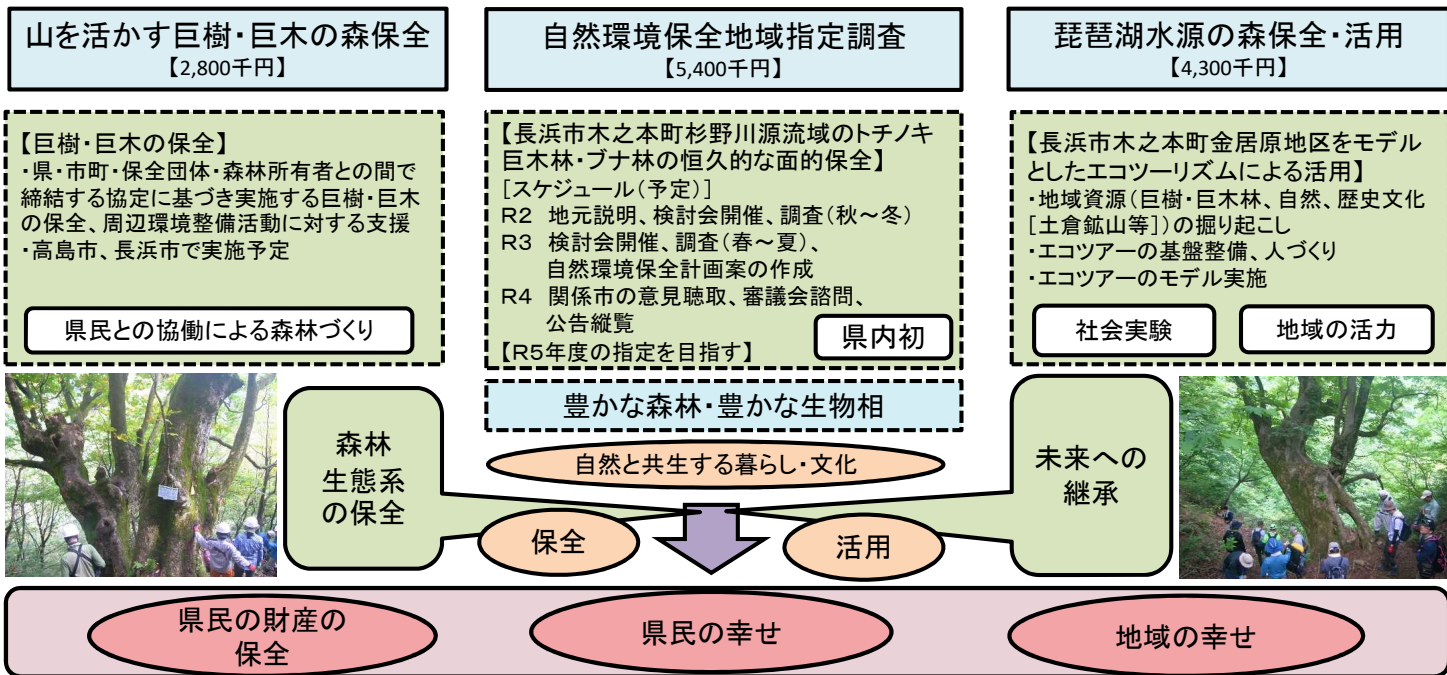 山を活かす巨樹・巨木の森保全
【2,800千円】
自然環境保全地域指定調査
【5,400千円】
琵琶湖水源の森保全・活用
【4,300千円】
【巨樹・巨木の保全】
・県・市町・保全団体・森林所有者との間で
締結する協定に基づき実施する巨樹・巨木
の保全、周辺環境整備活動に対する支援
・高島市、長浜市で実施予定
県民との協働による森林づくり
【長浜市木之本町杉野川源流域のトチノキ
巨木林・ブナ林の恒久的な面的保全】
[スケジュール(予定)]
R2 地元説明、検討会開催、調査(秋～冬)
R3 検討会開催、調査(春～夏)、
自然環境保全計画案の作成
R4 関係市の意見聴取、審議会諮問、
公告縦覧
【R5年度の指定を目指す】
県内初
【長浜市木之本町金居原地区をモデル
としたエコツーリズムによる活用】
・地域資源(巨樹・巨木林、自然、歴史文化
[土倉鉱山等])の掘り起こし
・エコツアーの基盤整備、人づくり
・エコツアーのモデル実施
社会実験
地域の活力
豊かな森林・豊かな生物相
森林
生態系
の保全
自然と共生する暮らし・文化
未来への
継承
保全
活用
県民の財産の
保全
県民の幸せ
地域の幸せ